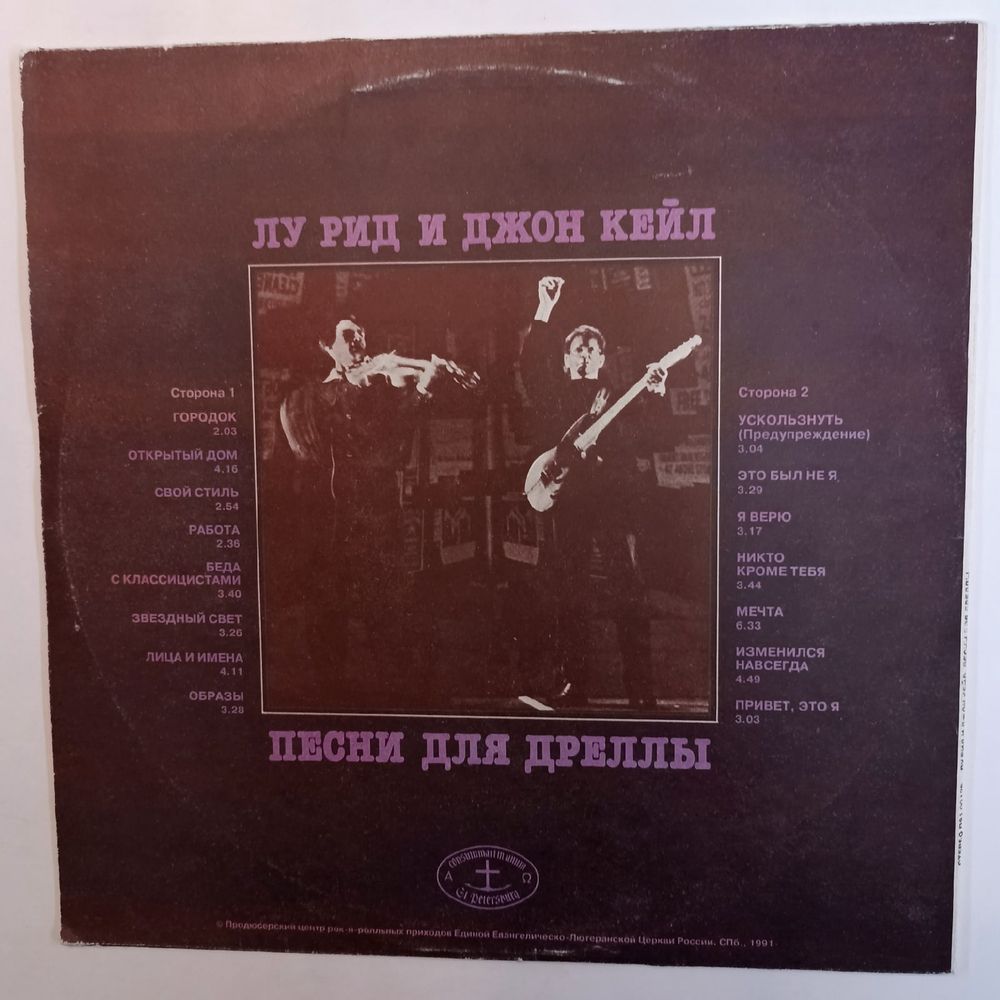 ЛУ РИД И ДЖОН КЕЙЛ
Сторона 1
ГОРОДОК
2.03
ОТКРЫТЫЙ ДОМ
4.16
СВОЙ СТИЛЬ
2.54
РАБОТА
2.36
БЕДА
С КЛАССИЦИСТАМИ
3.40
ЗВЕЗДНЫЙ СВЕТ
3.26
ЛИЦА И ИМЕНА
4.11
ОБРАЗЫ
3.28
Сторона 2
УСКОЛЬЗНУТЬ
(Предупреждение)
3.04
ЭТО БЫЛ НЕ Я
3.29
Я ВЕРЮ
3.17
НИКТО
КРОМЕ ТЕБЯ
3.44
МЕЧТА
6.33
ИЗМЕНИЛСЯ
НАВСЕГДА
4.49
ПРИВЕТ, ЭТО Я
3.03
ПЕСНИ ДЛЯ ДРЕЛЛЫ
Α Ω
St Petersburg
© Продюсерский центр рок-н-ролльных приходов Единой Евангелическо-Лютеранской Церкви России. СПб., 1991